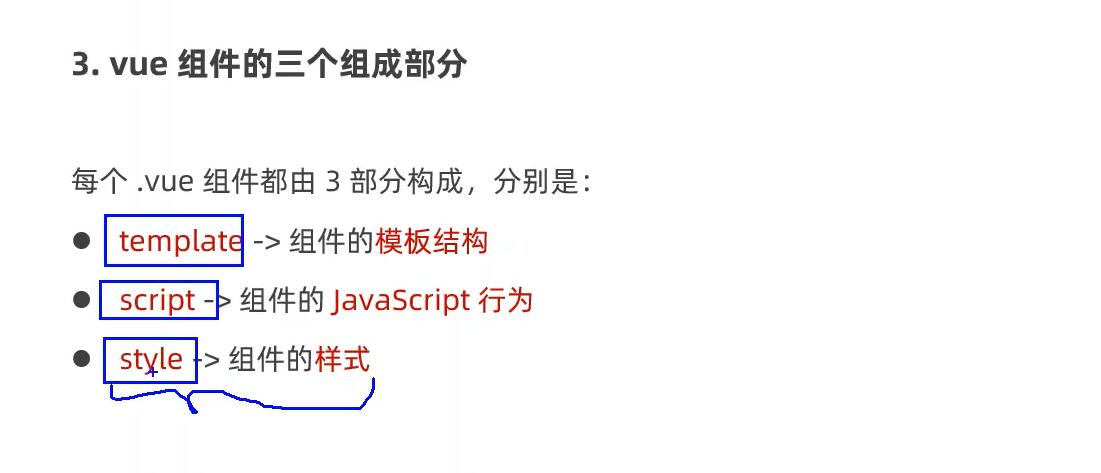 3. vue 组件的三个组成部分
每个 .vue 组件都由 3 部分构成，分别是：
● template -> 组件的模板结构
● script -> 组件的 JavaScript 行为
● style -> 组件的样式